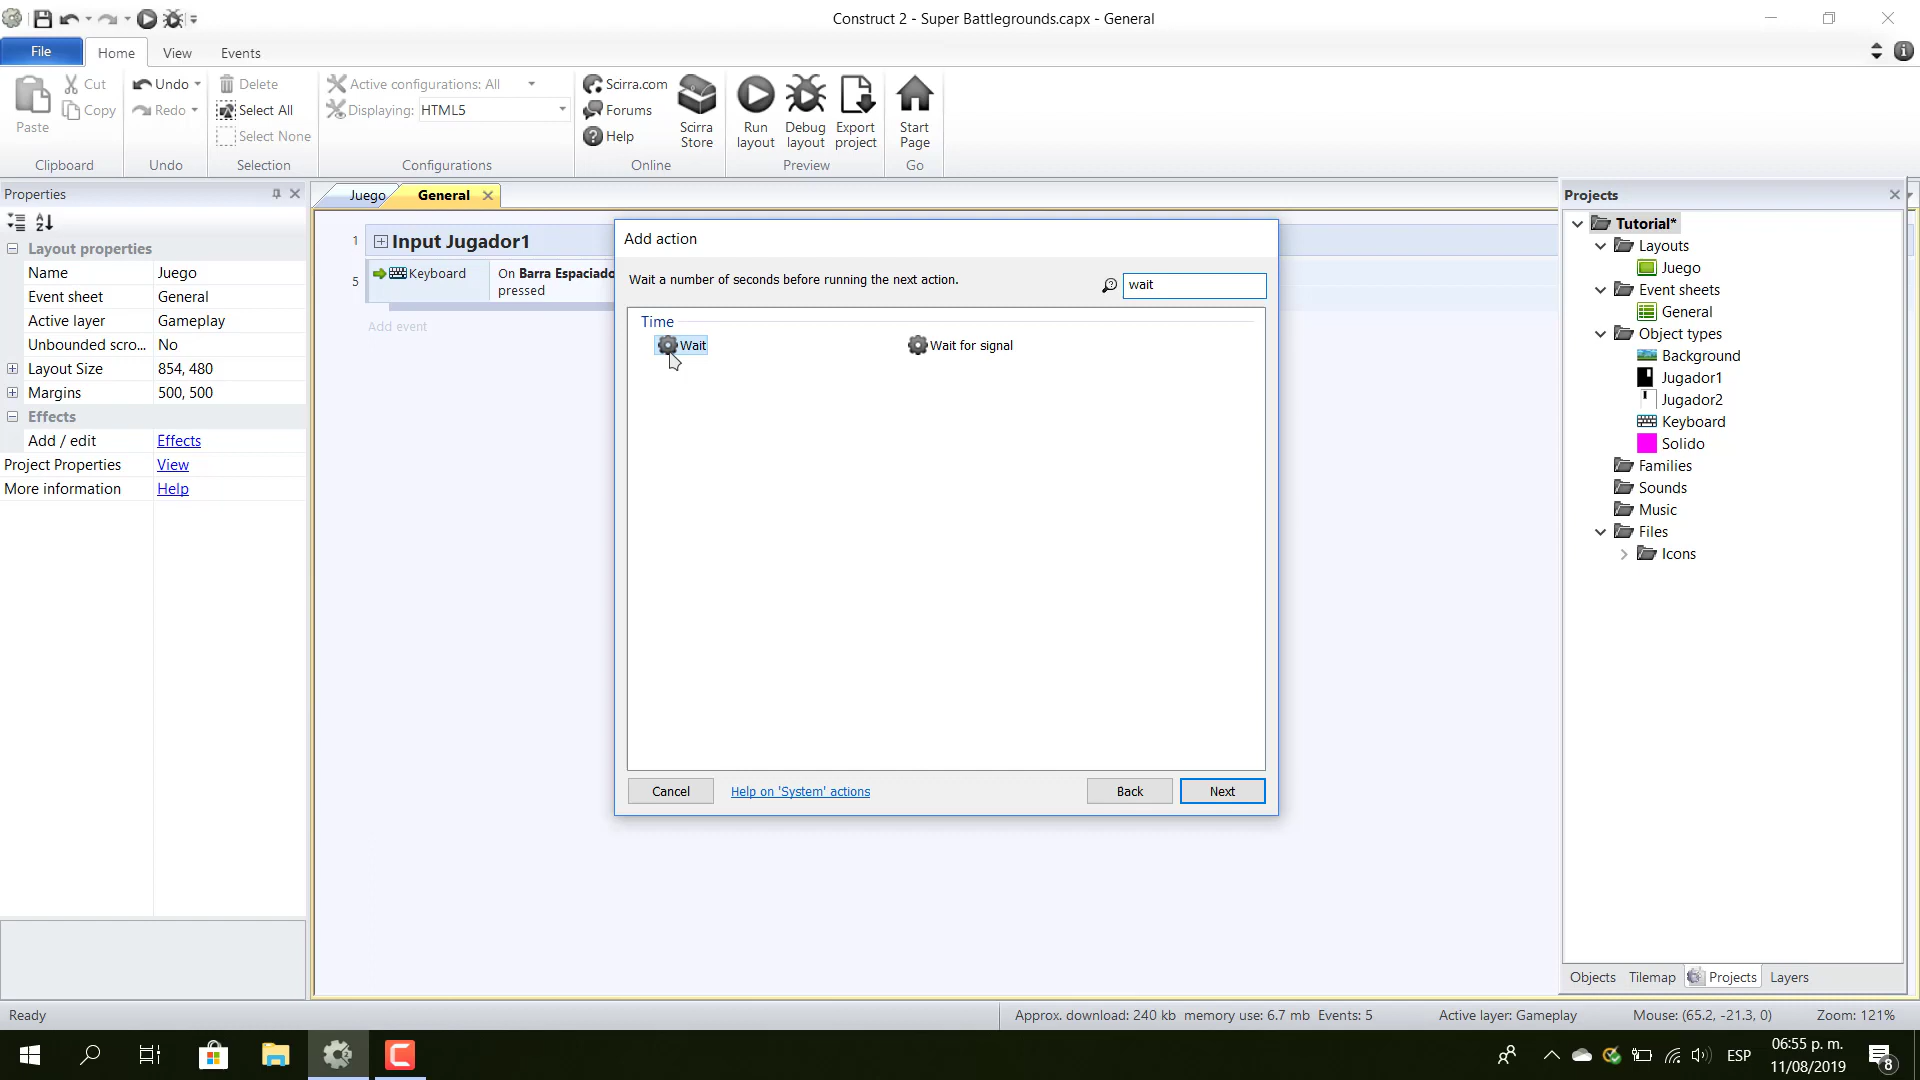 Construct 2 - Super Battlegrounds.capx - General
File
Home
View
Events
Paste
Cut
Copy
Clipboard
Undo
Redo
Undo
Delete
Select All
Select None
Selection
Active configurations: All
Displaying: HTML5
Configurations
Scirra.com
Forums
Help
Scirra
Store
Online
Run
layout
Debug
layout
Export
project
Preview
Start
Page
Go
Properties
Layout properties
Name Juego
Event sheet General
Active layer Gameplay
Unbounded scro... No
Layout Size 854, 480
Margins 500, 500
Effects
Add / edit Effects
Project Properties View
More information Help
Juego
General
1 Input Jugador1
5 Keyboard On Barra Espaciado
pressed
Add event
Add action
Wait a number of seconds before running the next action.
wait
Time
Wait
Wait for signal
Cancel
Help on 'System' actions
Back
Next
Projects
Tutorial*
Layouts
Juego
Event sheets
General
Object types
Background
Jugador1
Jugador2
Keyboard
Solido
Families
Sounds
Music
Files
Icons
Objects
Tilemap
Projects
Layers
Ready
Approx. download: 240 kb memory use: 6.7 mb Events: 5
Active layer: Gameplay
Mouse: (65.2, -21.3, 0)
Zoom: 121%
ESP
06:55 p. m.
11/08/2019
8